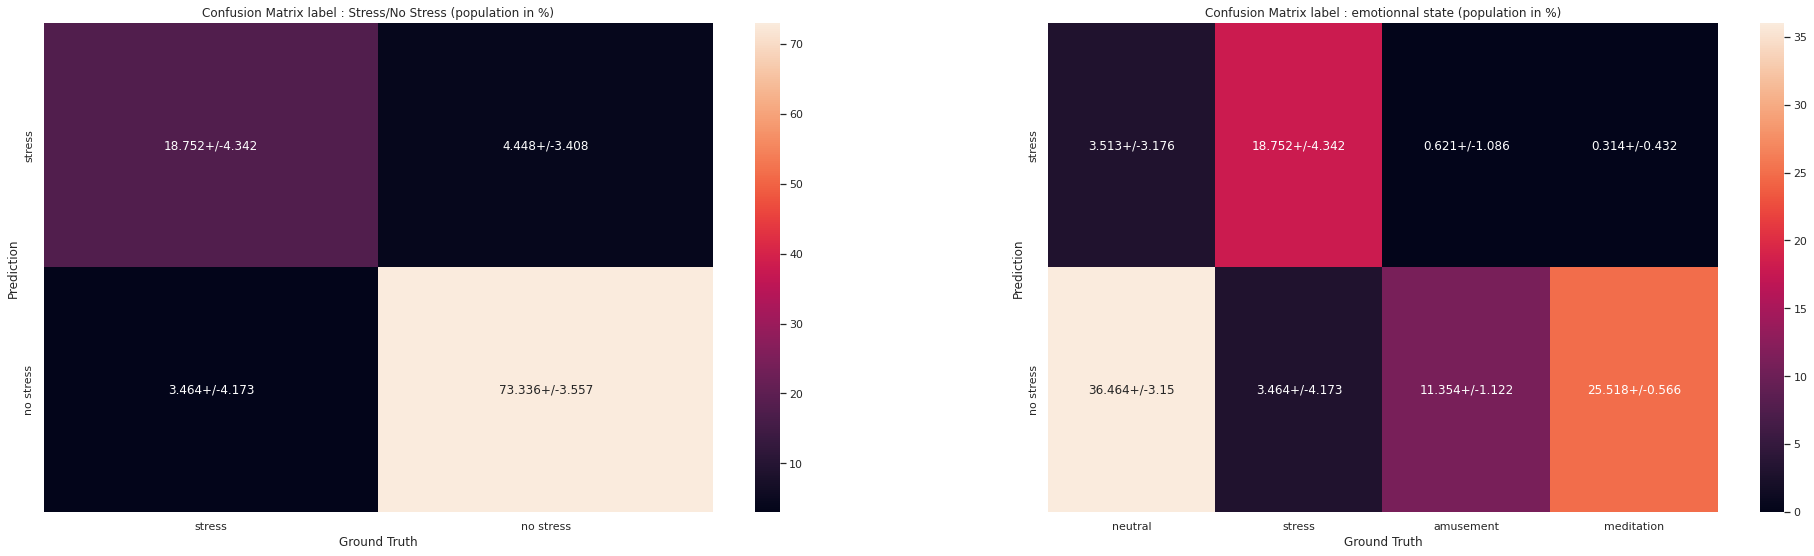 Confusion Matrix label : Stress/No Stress (population in %)
stress
no stress
Prediction
18.752+/-4.342
4.448+/-3.408
3.464+/-4.173
73.336+/-3.557
stress
no stress
Ground Truth
70
60
50
40
30
20
10
Confusion Matrix label : emotionnal state (population in %)
stress
no stress
Prediction
3.513+/-3.176
18.752+/-4.342
0.621+/-1.086
0.314+/-0.432
36.464+/-3.15
3.464+/-4.173
11.354+/-1.122
25.518+/-0.566
neutral
stress
amusement
meditation
Ground Truth
35
30
25
20
15
10
5
0